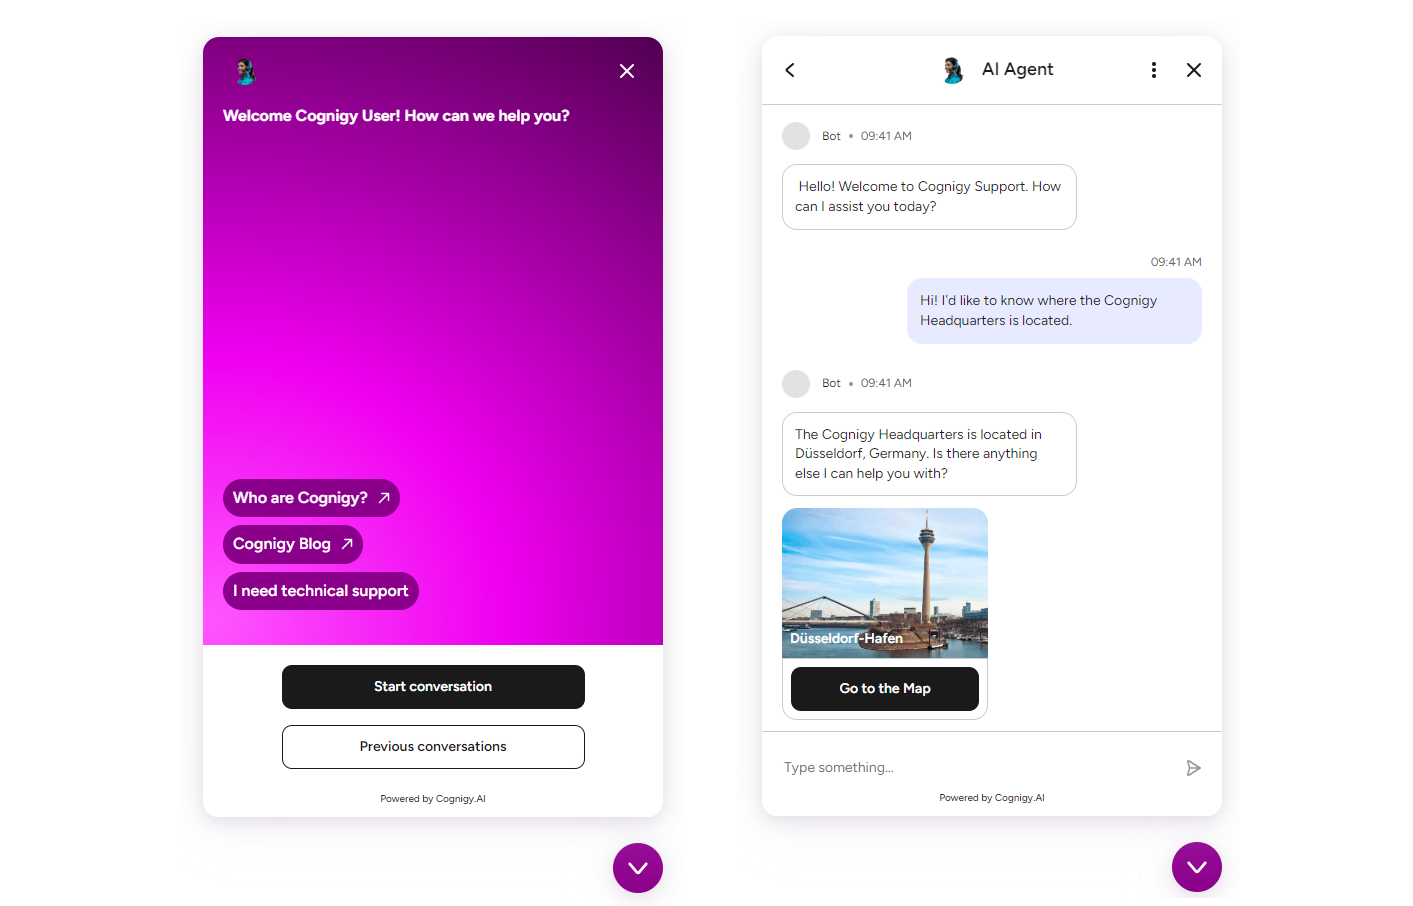 Welcome Cognigy User! How can we help you?
Who are Cognigy?
Cognigy Blog
I need technical support
Start conversation
Previous conversations
Powered by Cognigy.AI
AI Agent
Bot • 09:41 AM
Hello! Welcome to Cognigy Support. How
can I assist you today?
09:41 AM
Hi! I'd like to know where the Cognigy
Headquarters is located.
Bot • 09:41 AM
The Cognigy Headquarters is located in
Düsseldorf, Germany. Is there anything
else I can help you with?
Düsseldorf-Hafen
Go to the Map
Type something...
Powered by Cognigy.AI